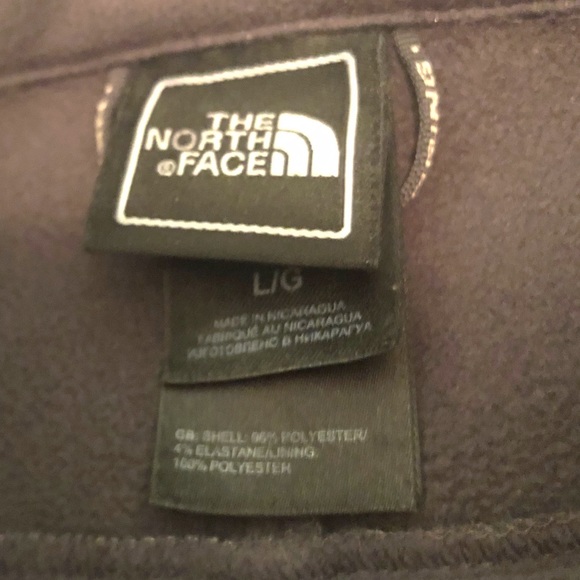 THE
NORTH
FACE
L/G
MADE IN NICARAGUA
FABRIQUÉ AU NICARAGUA
ИЗГОТОВЛЕНО В НИКАРАГУА
GB: SHELL: 96% POLYESTER/
4% ELASTANE/LINING:
100% POLYESTER